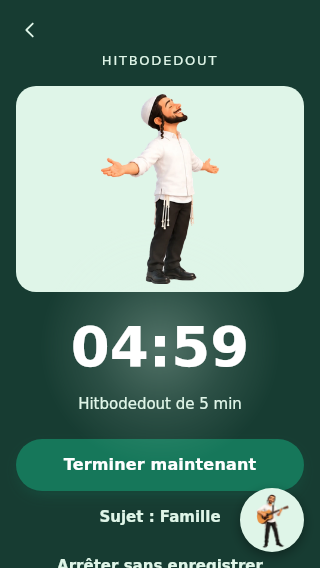 HITBODEDOUT
04:59
Hitbodedout de 5 min
Terminer maintenant
Sujet : Famille
Arrêter sans enregistrer